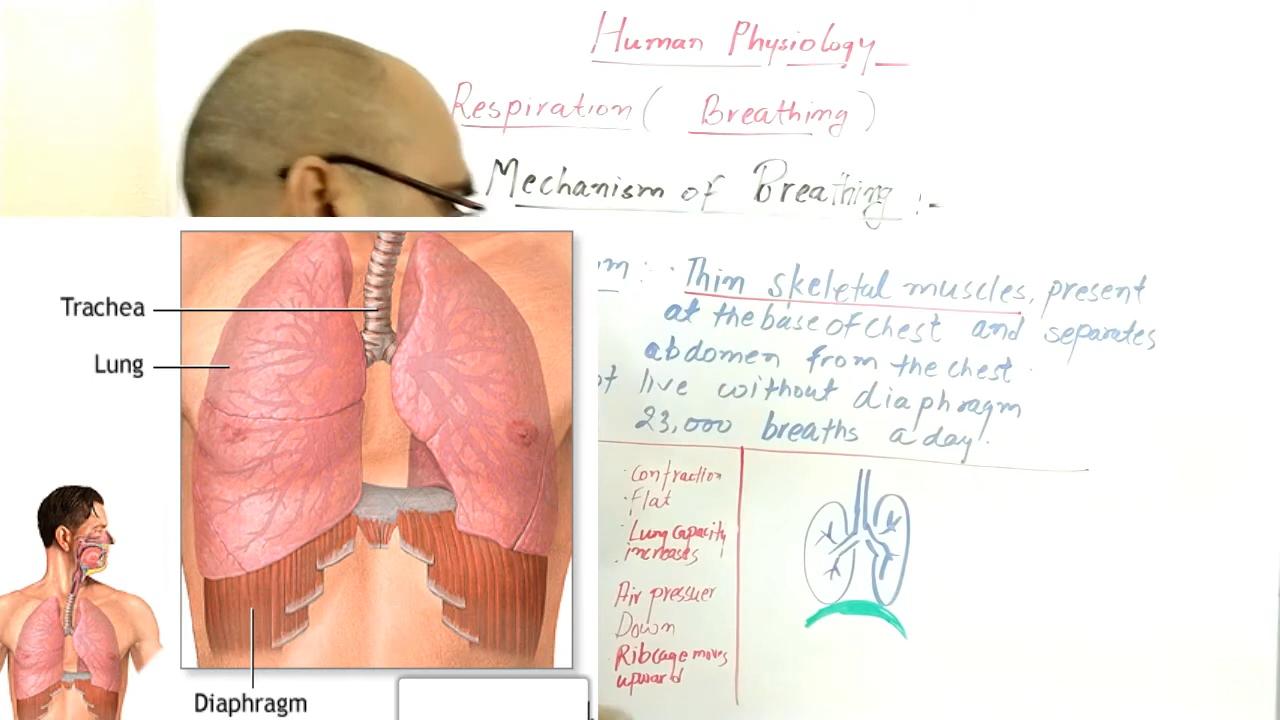 Human Physiology
Respiration ( Breathing )
Mechanism of Breathing :-
m : . Thin skeletal muscles, present
at the base of chest and separates
abdomen from the chest .
live without diaphragm
23,000 breaths a day.
Trachea
Lung
Diaphragm
. Contraction
. Flat
. Lung Capacity
. increases
Air pressuer
Down
Ribcage moves
upward